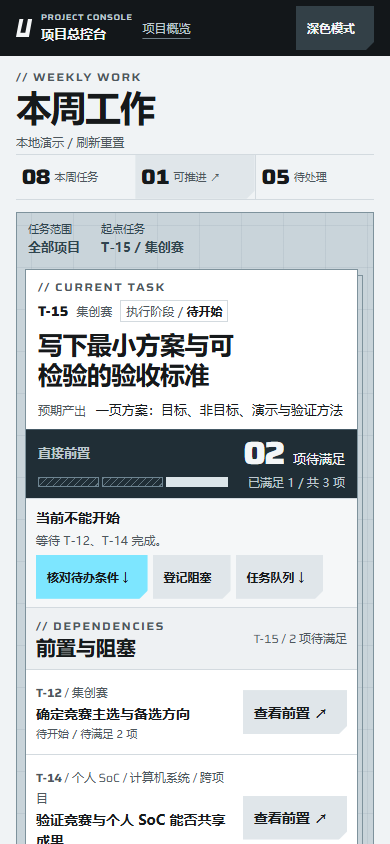 PROJECT CONSOLE
项目总控台
项目概览
深色模式
// WEEKLY WORK
本周工作
本地演示 / 刷新重置
08 本周任务
01 可推进 ↗
05 待处理
任务范围
全部项目
起点任务
T-15 / 集创赛
// CURRENT TASK
T-15 集创赛 执行阶段 / 待开始
写下最小方案与可
检验的验收标准
预期产出 一页方案：目标、非目标、演示与验证方法
直接前置
02 项待满足
已满足 1 / 共 3 项
当前不能开始
等待 T-12、T-14 完成。
核对待办条件 ↓
登记阻塞
任务队列 ↓
// DEPENDENCIES
前置与阻塞
T-15 / 2 项待满足
T-12 / 集创赛
确定竞赛主选与备选方向
待开始 / 待满足 2 项
查看前置 ↗
T-14 / 个人 SoC / 计算机系统 / 跨项
目
验证竞赛与个人 SoC 能否共享
成果
查看前置 ↗